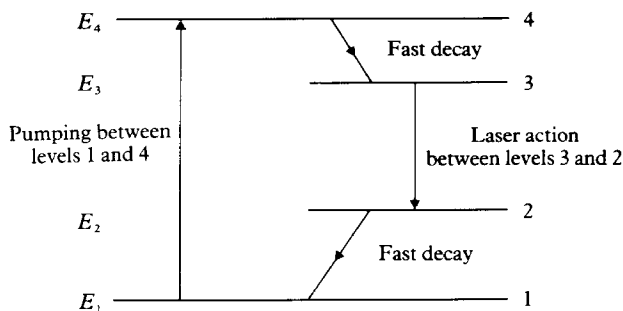 E4
4
Fast decay
E3
3
Pumping between
levels 1 and 4
Laser action
between levels 3 and 2
E2
2
Fast decay
E1
1